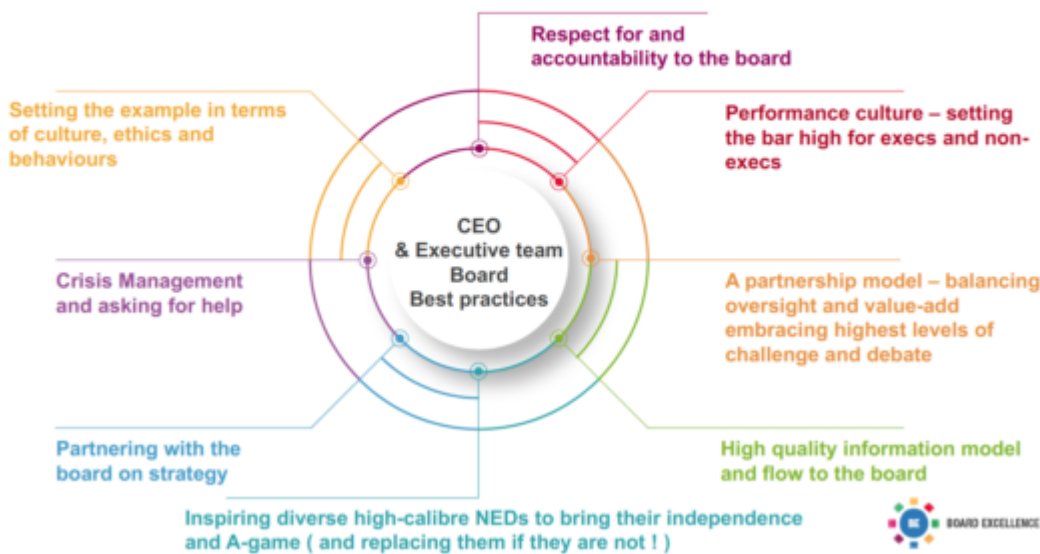 Respect for and
accountability to the board
Performance culture – setting
the bar high for execs and non-
execs
A partnership model – balancing
oversight and value-add
embracing highest levels of
challenge and debate
High quality information model
and flow to the board
Inspiring diverse high-calibre NEDs to bring their independence
and A-game ( and replacing them if they are not ! )
Partnering with the
board on strategy
Crisis Management
and asking for help
Setting the example in terms
of culture, ethics and
behaviours
CEO
& Executive team
Board
Best practices
BE
BOARD EXCELLENCE